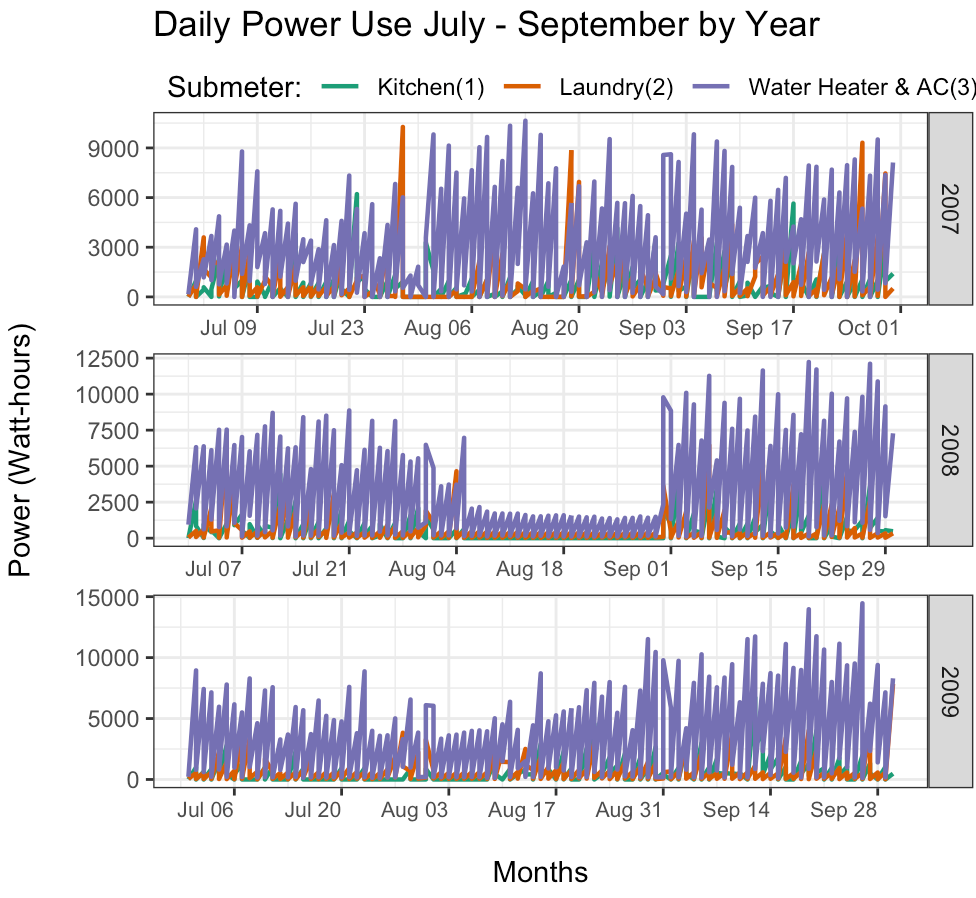 Daily Power Use July - September by Year
Submeter: Kitchen(1) Laundry(2) Water Heater & AC(3)
Power (Watt-hours)
9000
6000
3000
0
2007
Jul 09 Jul 23 Aug 06 Aug 20 Sep 03 Sep 17 Oct 01
12500
10000
7500
5000
2500
0
2008
Jul 07 Jul 21 Aug 04 Aug 18 Sep 01 Sep 15 Sep 29
15000
10000
5000
0
2009
Jul 06 Jul 20 Aug 03 Aug 17 Aug 31 Sep 14 Sep 28
Months